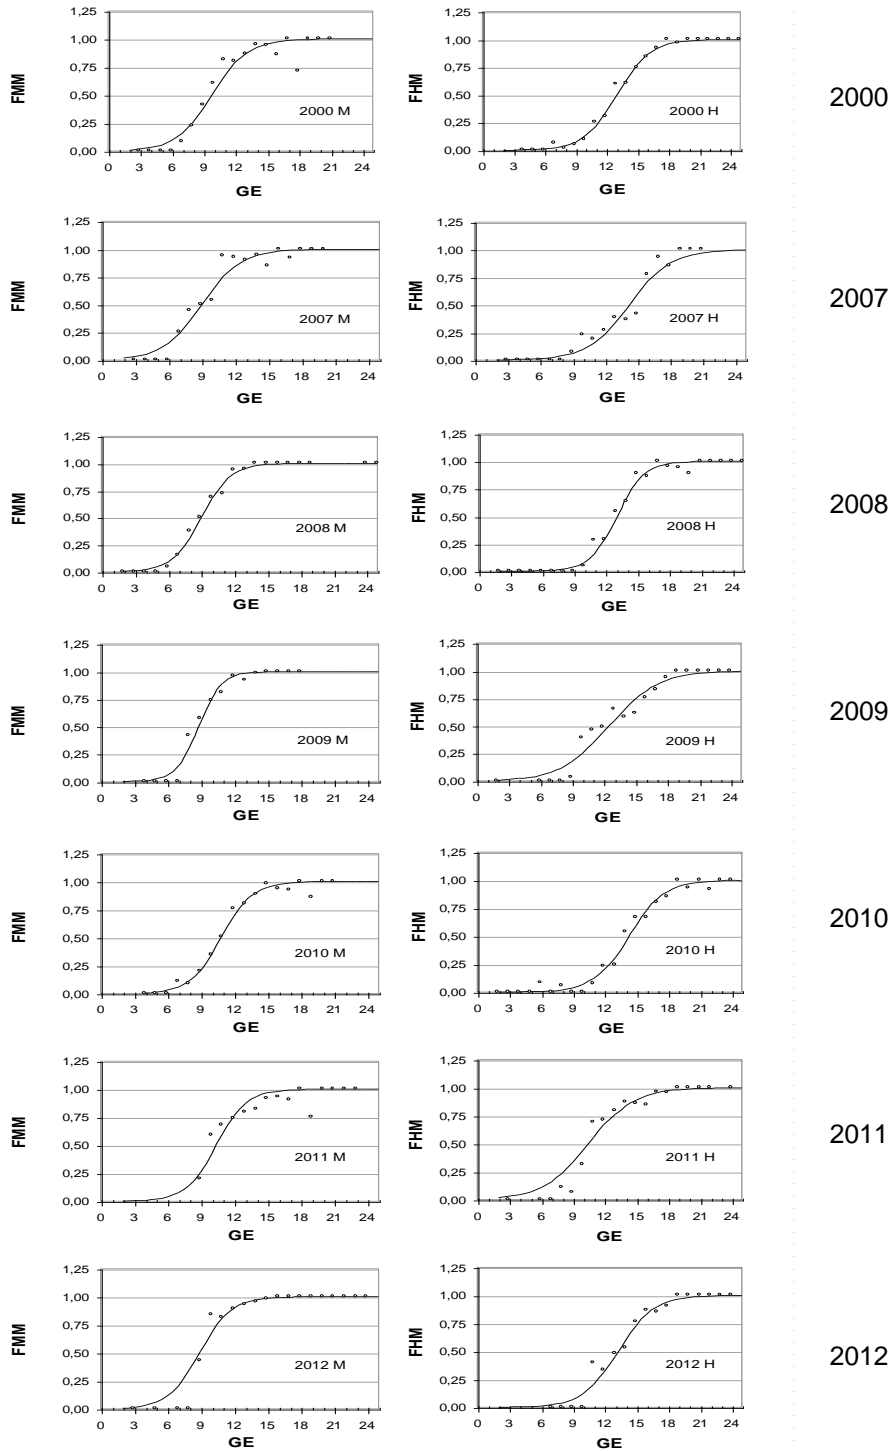 1,25
1,00
0,75
0,50
0,25
0,00
FMM
2000 M
0 3 6 9 12 15 18 21 24
GE
1,25
1,00
0,75
0,50
0,25
0,00
FHM
2000 H
0 3 6 9 12 15 18 21 24
GE
2000
1,25
1,00
0,75
0,50
0,25
0,00
FMM
2007 M
0 3 6 9 12 15 18 21 24
GE
1,25
1,00
0,75
0,50
0,25
0,00
FHM
2007 H
0 3 6 9 12 15 18 21 24
GE
2007
1,25
1,00
0,75
0,50
0,25
0,00
FMM
2008 M
0 3 6 9 12 15 18 21 24
GE
1,25
1,00
0,75
0,50
0,25
0,00
FHM
2008 H
0 3 6 9 12 15 18 21 24
GE
2008
1,25
1,00
0,75
0,50
0,25
0,00
FMM
2009 M
0 3 6 9 12 15 18 21 24
GE
1,25
1,00
0,75
0,50
0,25
0,00
FHM
2009 H
0 3 6 9 12 15 18 21 24
GE
2009
1,25
1,00
0,75
0,50
0,25
0,00
FMM
2010 M
0 3 6 9 12 15 18 21 24
GE
1,25
1,00
0,75
0,50
0,25
0,00
FHM
2010 H
0 3 6 9 12 15 18 21 24
GE
2010
1,25
1,00
0,75
0,50
0,25
0,00
FMM
2011 M
0 3 6 9 12 15 18 21 24
GE
1,25
1,00
0,75
0,50
0,25
0,00
FHM
2011 H
0 3 6 9 12 15 18 21 24
GE
2011
1,25
1,00
0,75
0,50
0,25
0,00
FMM
2012 M
0 3 6 9 12 15 18 21 24
GE
1,25
1,00
0,75
0,50
0,25
0,00
FHM
2012 H
0 3 6 9 12 15 18 21 24
GE
2012